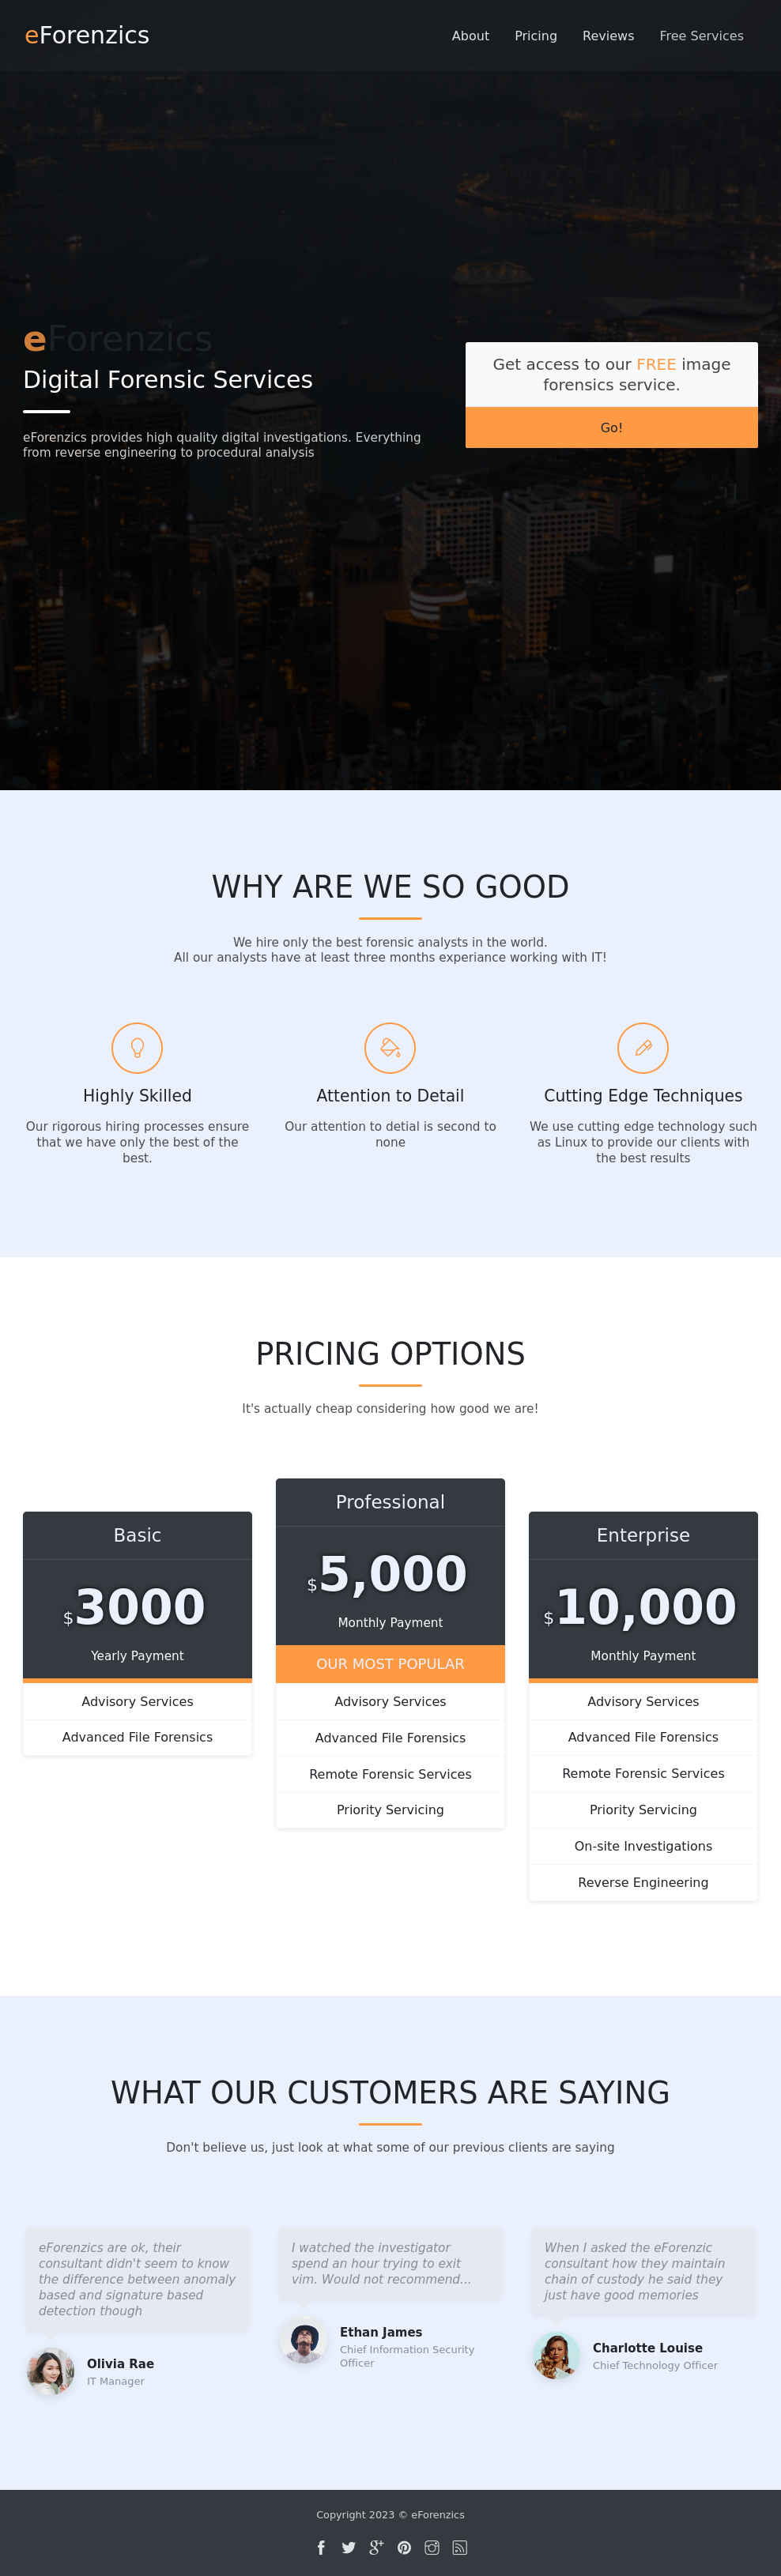 eForenzics
About Pricing Reviews Free Services
eForenzics
Digital Forensic Services
eForenzics provides high quality digital investigations. Everything
from reverse engineering to procedural analysis
Get access to our FREE image
forensics service.
Go!
WHY ARE WE SO GOOD
We hire only the best forensic analysts in the world.
All our analysts have at least three months experiance working with IT!
Highly Skilled
Our rigorous hiring processes ensure
that we have only the best of the
best.
Attention to Detail
Our attention to detial is second to
none
Cutting Edge Techniques
We use cutting edge technology such
as Linux to provide our clients with
the best results
PRICING OPTIONS
It's actually cheap considering how good we are!
Basic
$3000
Yearly Payment
Advisory Services
Advanced File Forensics
Professional
$5,000
Monthly Payment
OUR MOST POPULAR
Advisory Services
Advanced File Forensics
Remote Forensic Services
Priority Servicing
Enterprise
$10,000
Monthly Payment
Advisory Services
Advanced File Forensics
Remote Forensic Services
Priority Servicing
On-site Investigations
Reverse Engineering
WHAT OUR CUSTOMERS ARE SAYING
Don't believe us, just look at what some of our previous clients are saying
eForenzics are ok, their
consultant didn't seem to know
the difference between anomaly
based and signature based
detection though
Olivia Rae
IT Manager
I watched the investigator
spend an hour trying to exit
vim. Would not recommend...
Ethan James
Chief Information Security
Officer
When I asked the eForenzic
consultant how they maintain
chain of custody he said they
just have good memories
Charlotte Louise
Chief Technology Officer
Copyright 2023 © eForenzics